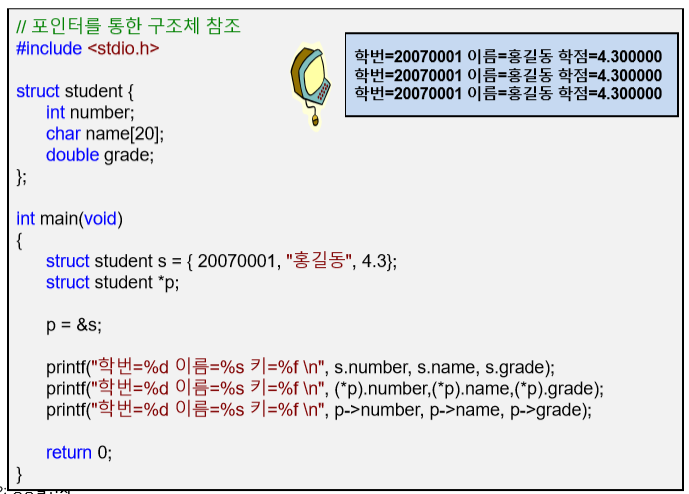 // 포인터를 통한 구조체 참조
#include <stdio.h>
학번=20070001 이름=홍길동 학점=4.300000
학번=20070001 이름=홍길동 학점=4.300000
학번=20070001 이름=홍길동 학점=4.300000
struct student {
int number;
char name[20];
double grade;
};
int main(void)
{
struct student s = { 20070001, "홍길동", 4.3};
struct student *p;
p = &s;
printf("학번=%d 이름=%s 키=%f \n", s.number, s.name, s.grade);
printf("학번=%d 이름=%s 키=%f \n", (*p).number,(*p).name,(*p).grade);
printf("학번=%d 이름=%s 키=%f \n", p->number, p->name, p->grade);
return 0;
}